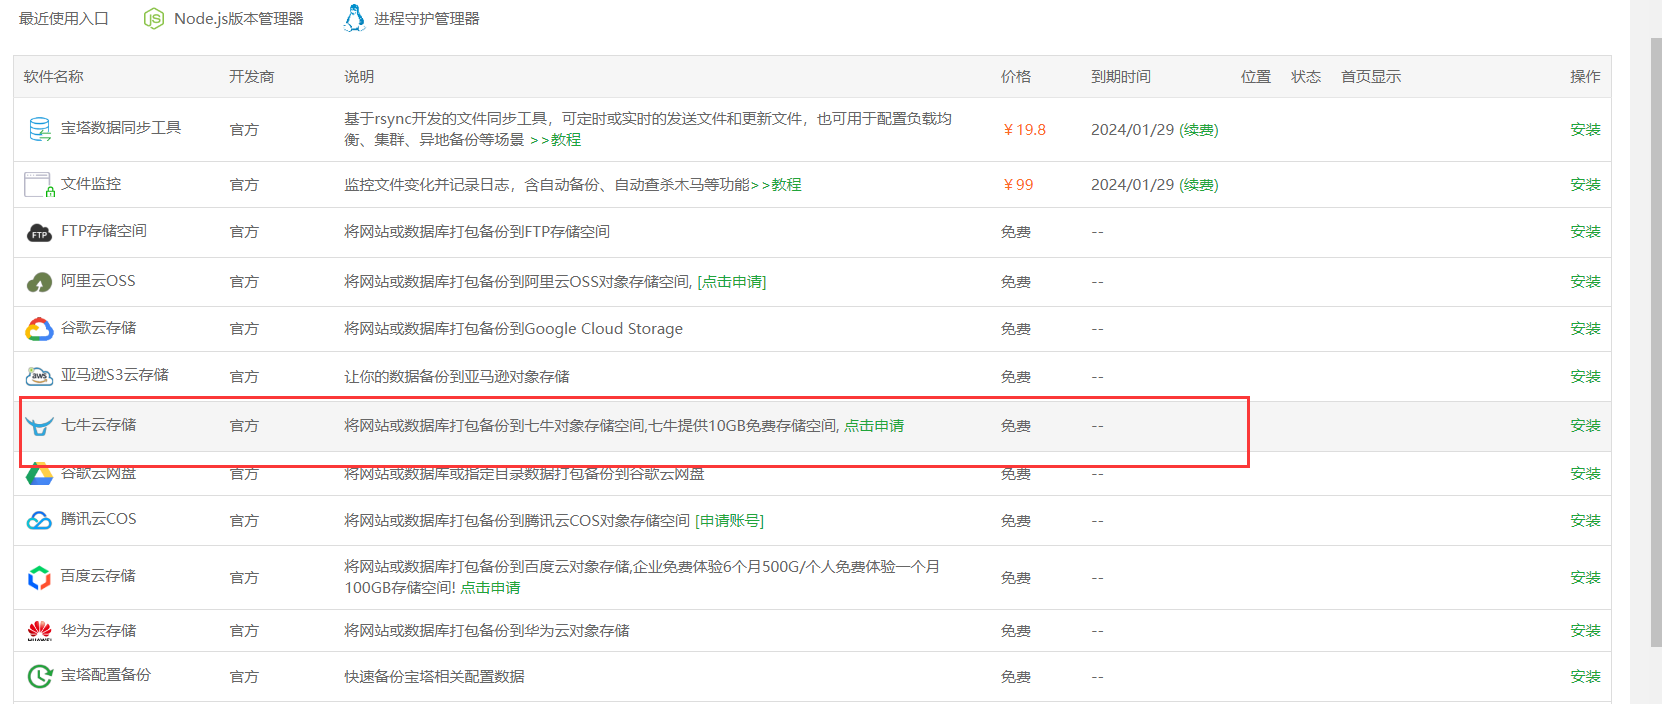 最近使用入口 Node.js版本管理器 进程守护管理器
软件名称 开发商 说明 价格 到期时间 位置 状态 首页显示 操作
宝塔数据同步工具 官方 基于rsync开发的文件同步工具，可定时或实时的发送文件和更新文件，也可用于配置负载均
衡、集群、异地备份等场景 >>教程 ￥19.8 2024/01/29 (续费) 安装
文件监控 官方 监控文件变化并记录日志，含自动备份、自动查杀木马等功能>>教程 ￥99 2024/01/29 (续费) 安装
FTP FTP存储空间 官方 将网站或数据库打包备份到FTP存储空间 免费 -- 安装
阿里云OSS 官方 将网站或数据库打包备份到阿里云OSS对象存储空间, [点击申请] 免费 -- 安装
谷歌云存储 官方 将网站或数据库打包备份到Google Cloud Storage 免费 -- 安装
aws 亚马逊S3云存储 官方 让你的数据备份到亚马逊对象存储 免费 -- 安装
七牛云存储 官方 将网站或数据库打包备份到七牛对象存储空间,七牛提供10GB免费存储空间, 点击申请 免费 -- 安装
谷歌云网盘 官方 将网站或数据库或指定目录数据打包备份到谷歌云网盘 免费 -- 安装
腾讯云COS 官方 将网站或数据库打包备份到腾讯云COS对象存储空间 [申请账号] 免费 -- 安装
百度云存储 官方 将网站或数据库打包备份到百度云对象存储,企业免费体验6个月500G/个人免费体验一个月
100GB存储空间! 点击申请 免费 -- 安装
HUAWEI 华为云存储 官方 将网站或数据库打包备份到华为云对象存储 免费 -- 安装
宝塔配置备份 官方 快速备份宝塔相关配置数据 免费 -- 安装